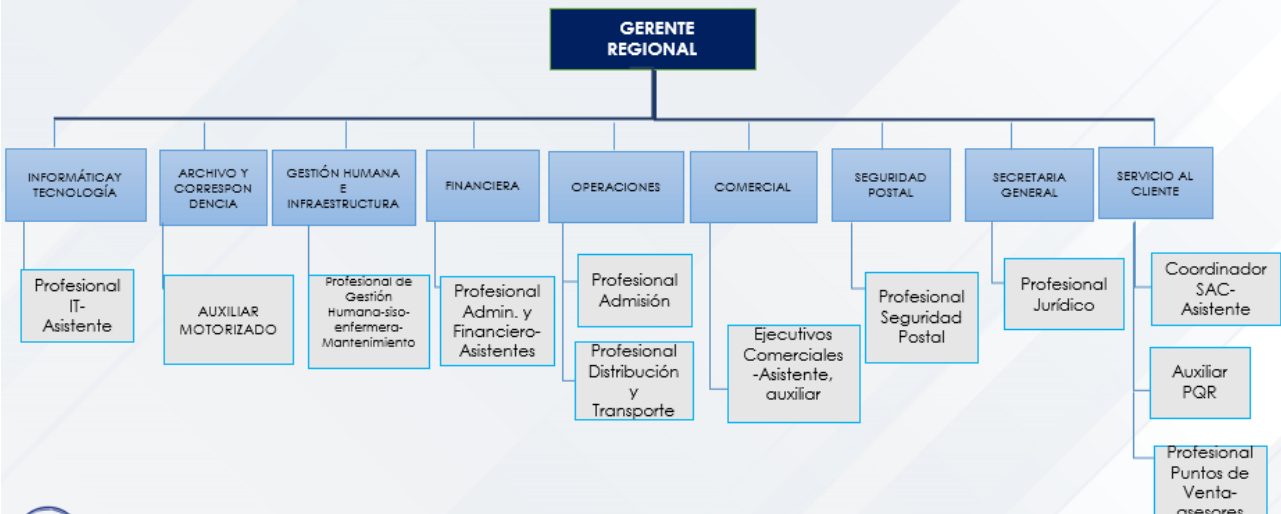 GERENTE
REGIONAL
INFORMÁTICAY
TECNOLOGÍA
ARCHIVO Y
CORRESPON
DENCIA
GESTIÓN HUMANA
E
INFRAESTRUCTURA
FINANCIERA
OPERACIONES
COMERCIAL
SEGURIDAD
POSTAL
SECRETARIA
GENERAL
SERVICIO AL
CLIENTE
Profesional
IT-
Asistente
AUXILIAR
MOTORIZADO
Profesional de
Gestión
Humana-siso-
enfermera-
Mantenimiento
Profesional
Admin. y
Financiero-
Asistentes
Profesional
Admisión
Profesional
Distribución
y
Transporte
Ejecutivos
Comerciales
-Asistente,
auxiliar
Profesional
Seguridad
Postal
Profesional
Jurídico
Coordinador
SAC-
Asistente
Auxiliar
PQR
Profesional
Puntos de
Venta-
asesores